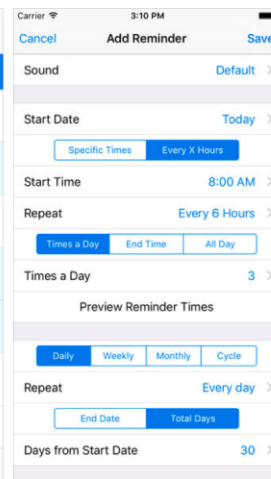 Carrier 3:10 PM
Cancel Add Reminder Save
Sound Default
Start Date Today
Specific Times Every X Hours
Start Time 8:00 AM
Repeat Every 6 Hours
Times a Day End Time All Day
Times a Day 3
Preview Reminder Times
Daily Weekly Monthly Cycle
Repeat Every day
End Date Total Days
Days from Start Date 30